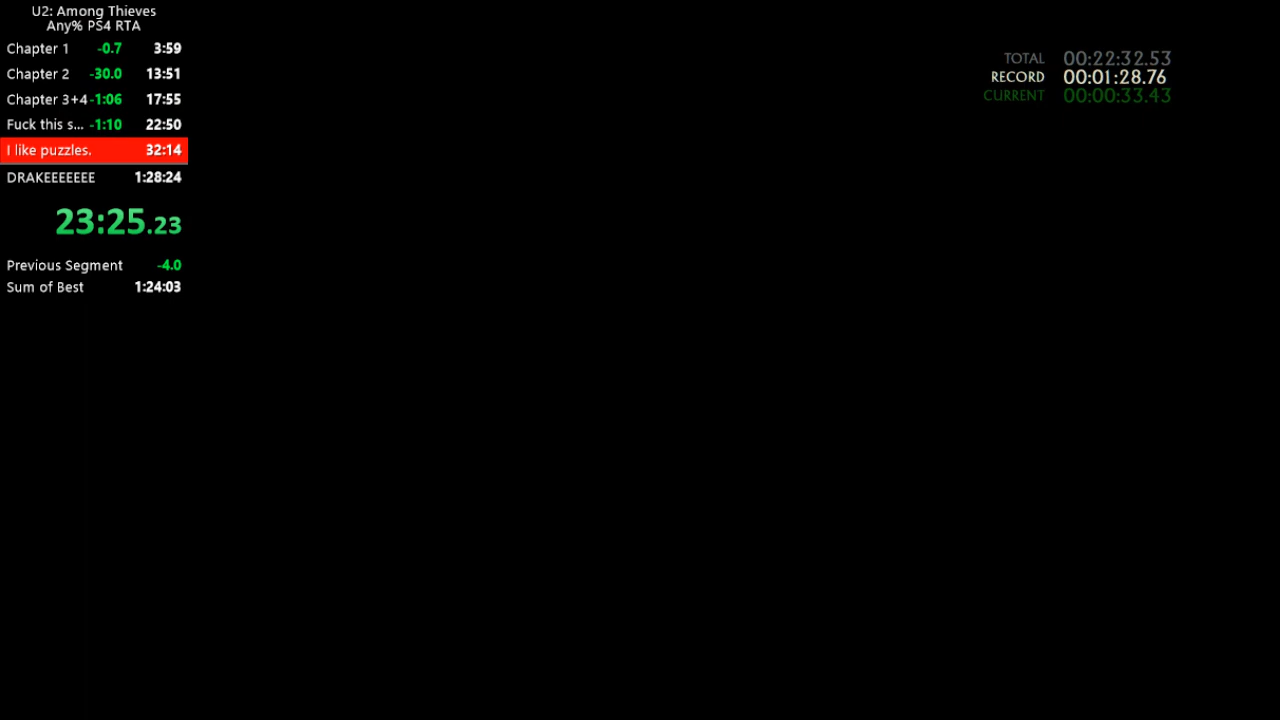 U2: Among Thieves
Any% PS4 RTA
Chapter 1 -0.7 3:59
Chapter 2 -30.0 13:51
Chapter 3+4 -1:06 17:55
Fuck this s... -1:10 22:50
I like puzzles. 32:14
DRAKEEEEEEE 1:28:24
23:25.23
Previous Segment -4.0
Sum of Best 1:24:03
TOTAL 00:22:32.53
RECORD 00:01:28.76
CURRENT 00:00:33.43